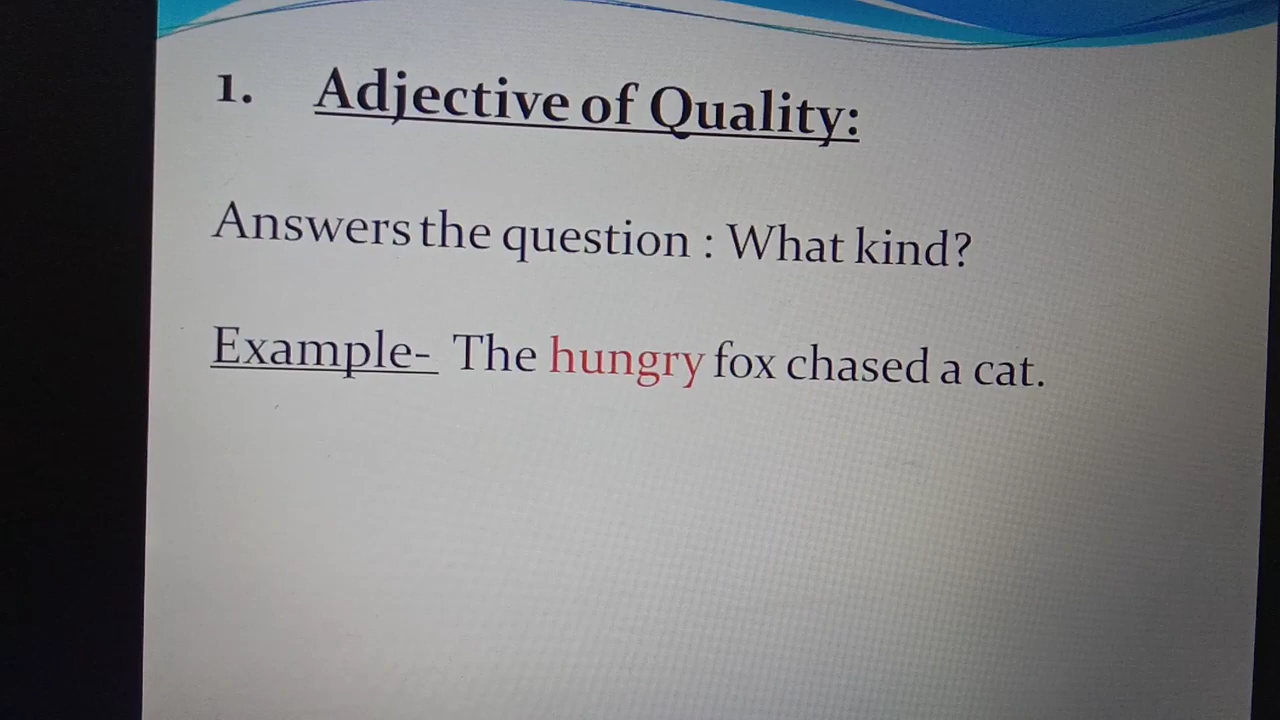 1. Adjective of Quality:
Answers the question : What kind?
Example- The hungry fox chased a cat.